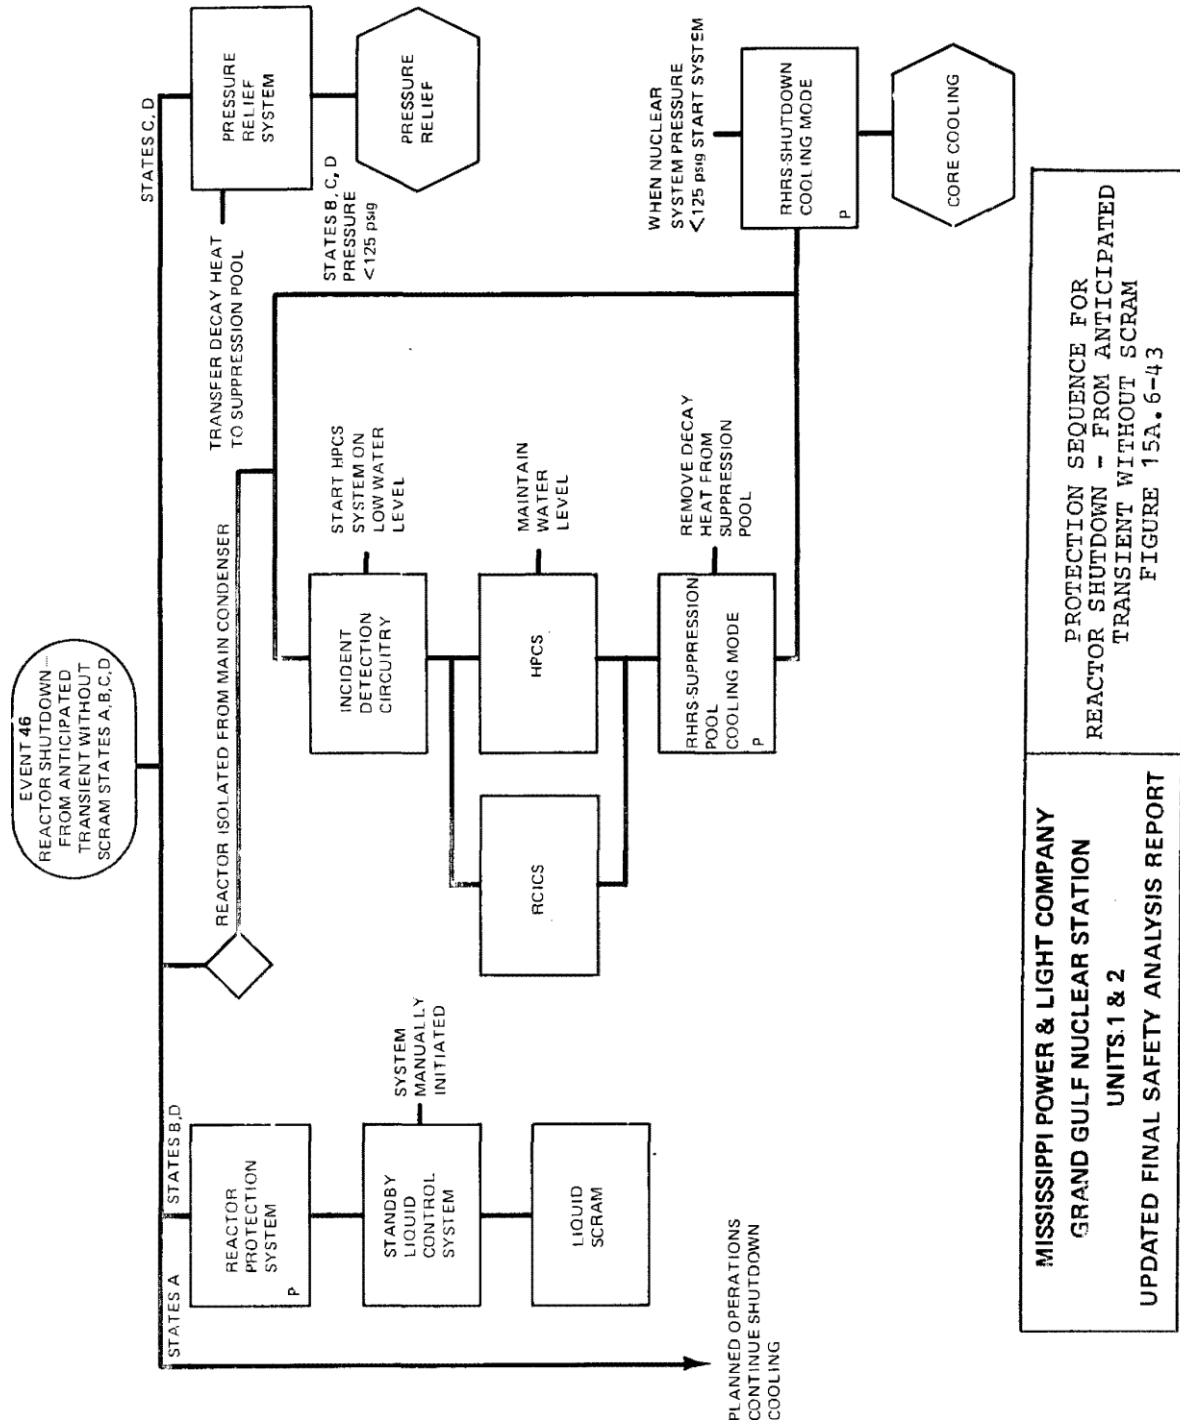 EVENT 46
REACTOR SHUTDOWN—
FROM ANTICIPATED
TRANSIENT WITHOUT
SCRAM STATES A,B,C,D
STATES A
STATES B,D
STATES C, D
REACTOR
PROTECTION
SYSTEM
P
STANDBY
LIQUID
CONTROL
SYSTEM
SYSTEM
MANUALLY
INITIATED
LIQUID
SCRAM
PLANNED OPERATIONS
CONTINUE SHUTDOWN
COOLING
REACTOR ISOLATED FROM MAIN CONDENSER
INCIDENT
DETECTION
CIRCUITRY
START HPCS
SYSTEM ON
LOW WATER
LEVEL
RCICS
HPCS
MAINTAIN
WATER
LEVEL
RHRS-SUPPRESSION
POOL
COOLING MODE
P
REMOVE DECAY
HEAT FROM
SUPPRESSION
POOL
PRESSURE
RELIEF
SYSTEM
TRANSFER DECAY HEAT
TO SUPPRESSION POOL
PRESSURE
RELIEF
STATES B, C, D
PRESSURE
<125 psig
WHEN NUCLEAR
SYSTEM PRESSURE
<125 psig START SYSTEM
RHRS-SHUTDOWN
COOLING MODE
P
CORE COOLING
MISSISSIPPI POWER & LIGHT COMPANY
GRAND GULF NUCLEAR STATION
UNITS 1 & 2
UPDATED FINAL SAFETY ANALYSIS REPORT
PROTECTION SEQUENCE FOR
REACTOR SHUTDOWN - FROM ANTICIPATED
TRANSIENT WITHOUT SCRAM
FIGURE 15A.6-43